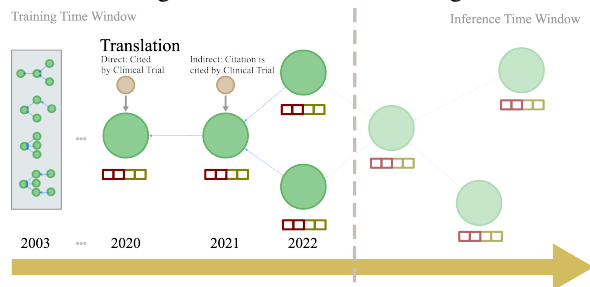 Training Time Window
Inference Time Window
Translation
Direct: Cited
by Clinical Trial
Indirect: Citation is
cited by Clinical Trial
...
2003
...
2020
2021
2022